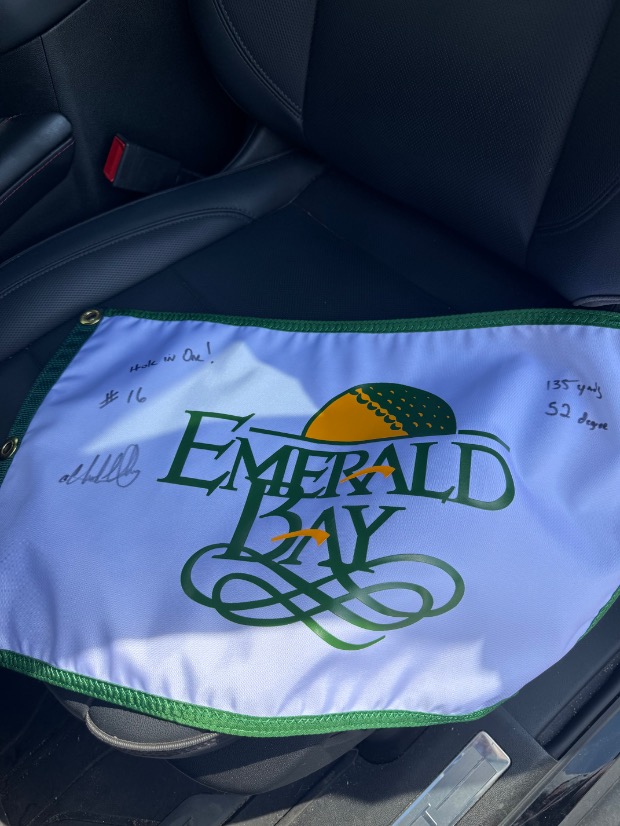 Hole in One!
# 16
135 yards
52 degree
EMERALD
BAY